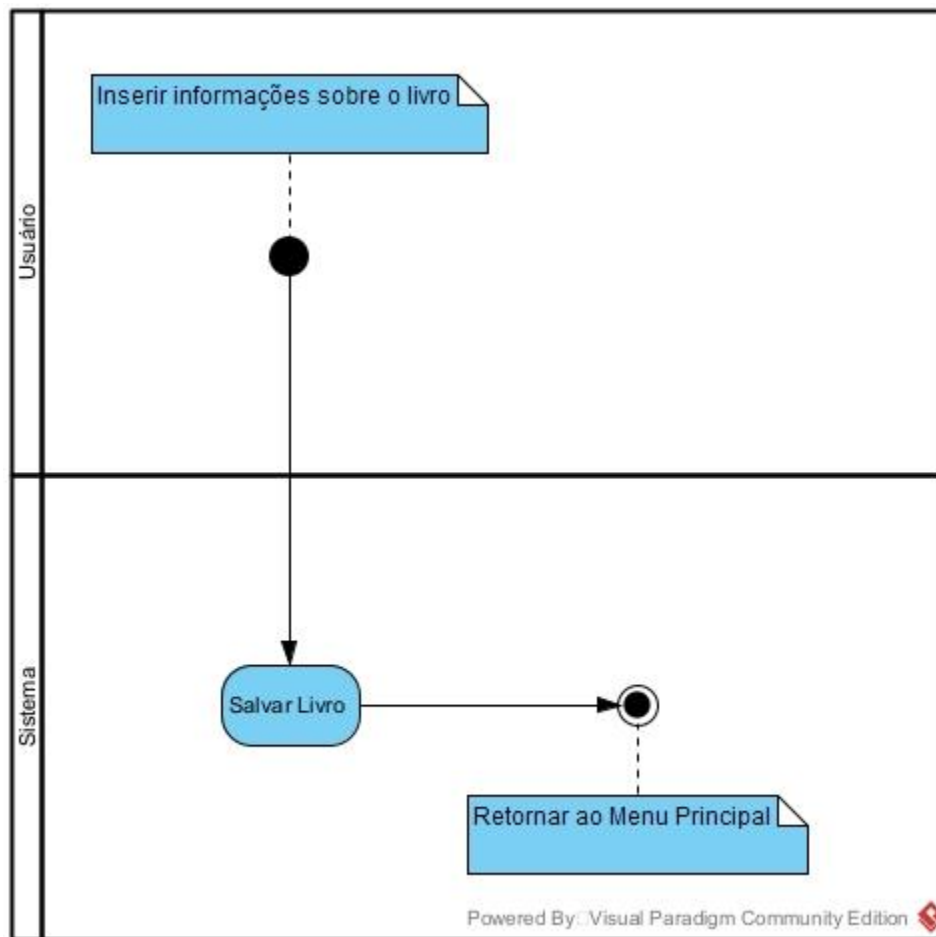 Usuário
Inserir informações sobre o livro
Sistema
Salvar Livro
Retornar ao Menu Principal
Powered By Visual Paradigm Community Edition